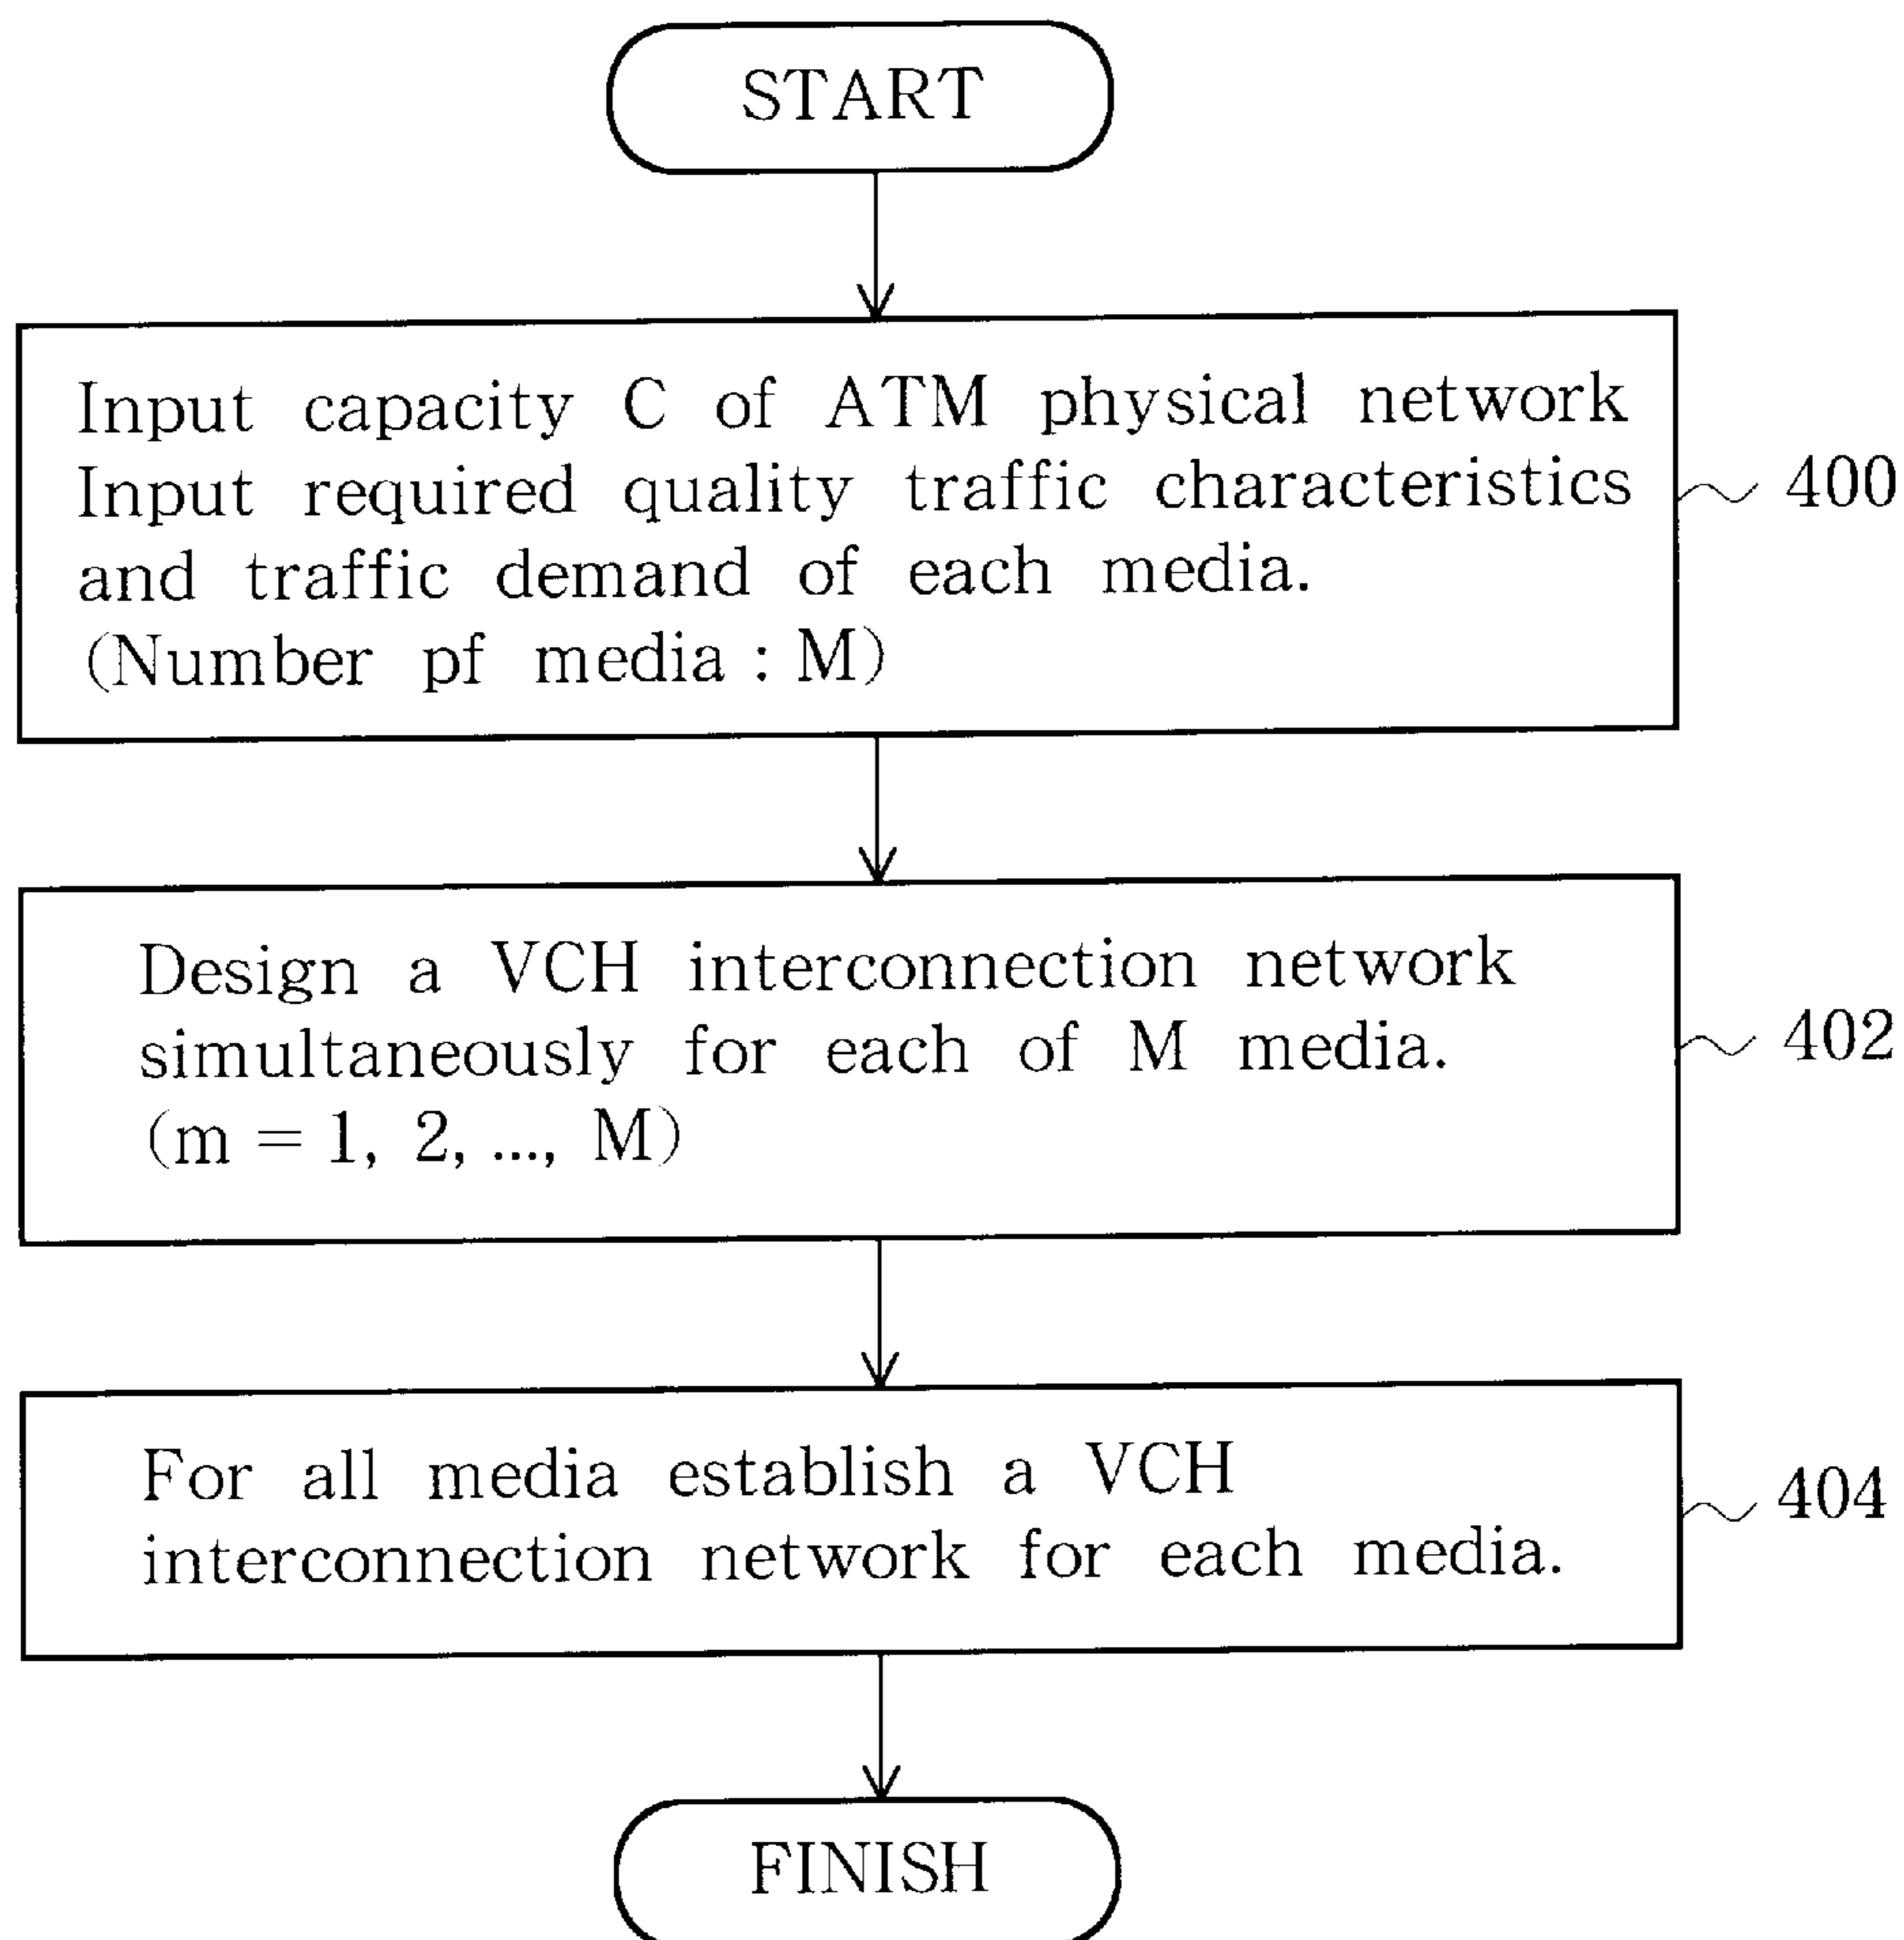 START
Input capacity C of ATM physical network
Input required quality traffic characteristics
and traffic demand of each media.
(Number pf media : M)
400
Design a VCH interconnection network
simultaneously for each of M media.
(m = 1, 2, ..., M)
402
For all media establish a VCH
interconnection network for each media.
404
FINISH